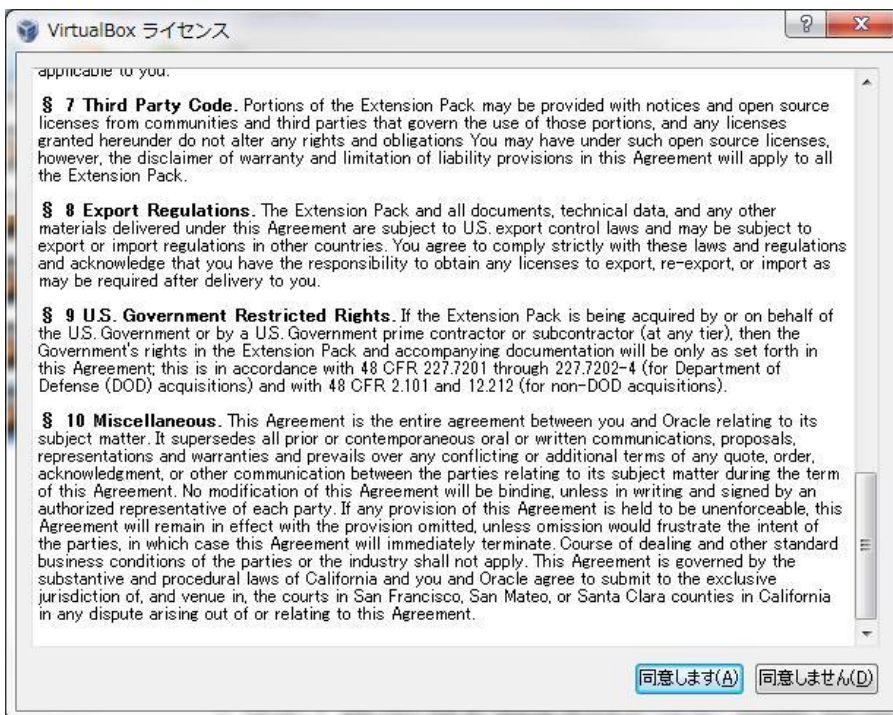 VirtualBox ライセンス
applicable to you.
§ 7 Third Party Code. Portions of the Extension Pack may be provided with notices and open source
licenses from communities and third parties that govern the use of those portions, and any licenses
granted hereunder do not alter any rights and obligations You may have under such open source licenses,
however, the disclaimer of warranty and limitation of liability provisions in this Agreement will apply to all
the Extension Pack.
§ 8 Export Regulations. The Extension Pack and all documents, technical data, and any other
materials delivered under this Agreement are subject to U.S. export control laws and may be subject to
export or import regulations in other countries. You agree to comply strictly with these laws and regulations
and acknowledge that you have the responsibility to obtain any licenses to export, re-export, or import as
may be required after delivery to you.
§ 9 U.S. Government Restricted Rights. If the Extension Pack is being acquired by or on behalf of
the U.S. Government or by a U.S. Government prime contractor or subcontractor (at any tier), then the
Government's rights in the Extension Pack and accompanying documentation will be only as set forth in
this Agreement; this is in accordance with 48 CFR 227.7201 through 227.7202-4 (for Department of
Defense (DOD) acquisitions) and with 48 CFR 2.101 and 12.212 (for non-DOD acquisitions).
§ 10 Miscellaneous. This Agreement is the entire agreement between you and Oracle relating to its
subject matter. It supersedes all prior or contemporaneous oral or written communications, proposals,
representations and warranties and prevails over any conflicting or additional terms of any quote, order,
acknowledgment, or other communication between the parties relating to its subject matter during the term
of this Agreement. No modification of this Agreement will be binding, unless in writing and signed by an
authorized representative of each party. If any provision of this Agreement is held to be unenforceable, this
Agreement will remain in effect with the provision omitted, unless omission would frustrate the intent of
the parties, in which case this Agreement will immediately terminate. Course of dealing and other standard
business conditions of the parties or the industry shall not apply. This Agreement is governed by the
substantive and procedural laws of California and you and Oracle agree to submit to the exclusive
jurisdiction of, and venue in, the courts in San Francisco, San Mateo, or Santa Clara counties in California
in any dispute arising out of or relating to this Agreement.
同意します(A) 同意しません(D)